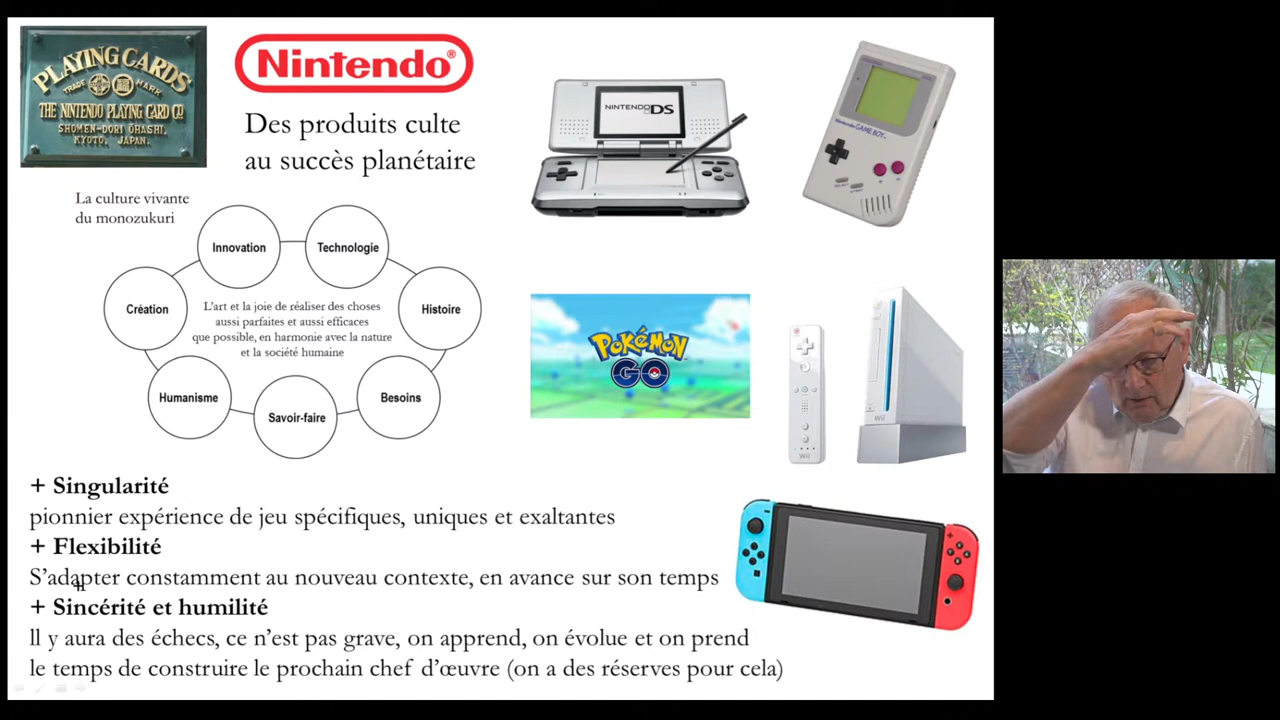 PLAYING CARDS
TRADE MARK
THE NINTENDO PLAYING CARD Co
SHOMEN-DORI OHASHI,
KYOTO, JAPAN.
Nintendo®
Des produits culte
au succès planétaire
NINTENDO DS
Nintendo GAME BOY
La culture vivante
du monozukuri
Innovation
Technologie
Création
L'art et la joie de réaliser des choses
aussi parfaites et aussi efficaces
que possible, en harmonie avec la nature
et la société humaine
Histoire
Humanisme
Savoir-faire
Besoins
POKÉMON
GO
Wii
Wii
+ Singularité
pionnier expérience de jeu spécifiques, uniques et exaltantes
+ Flexibilité
S'adapter constamment au nouveau contexte, en avance sur son temps
+ Sincérité et humilité
Il y aura des échecs, ce n'est pas grave, on apprend, on évolue et on prend
le temps de construire le prochain chef d'œuvre (on a des réserves pour cela)